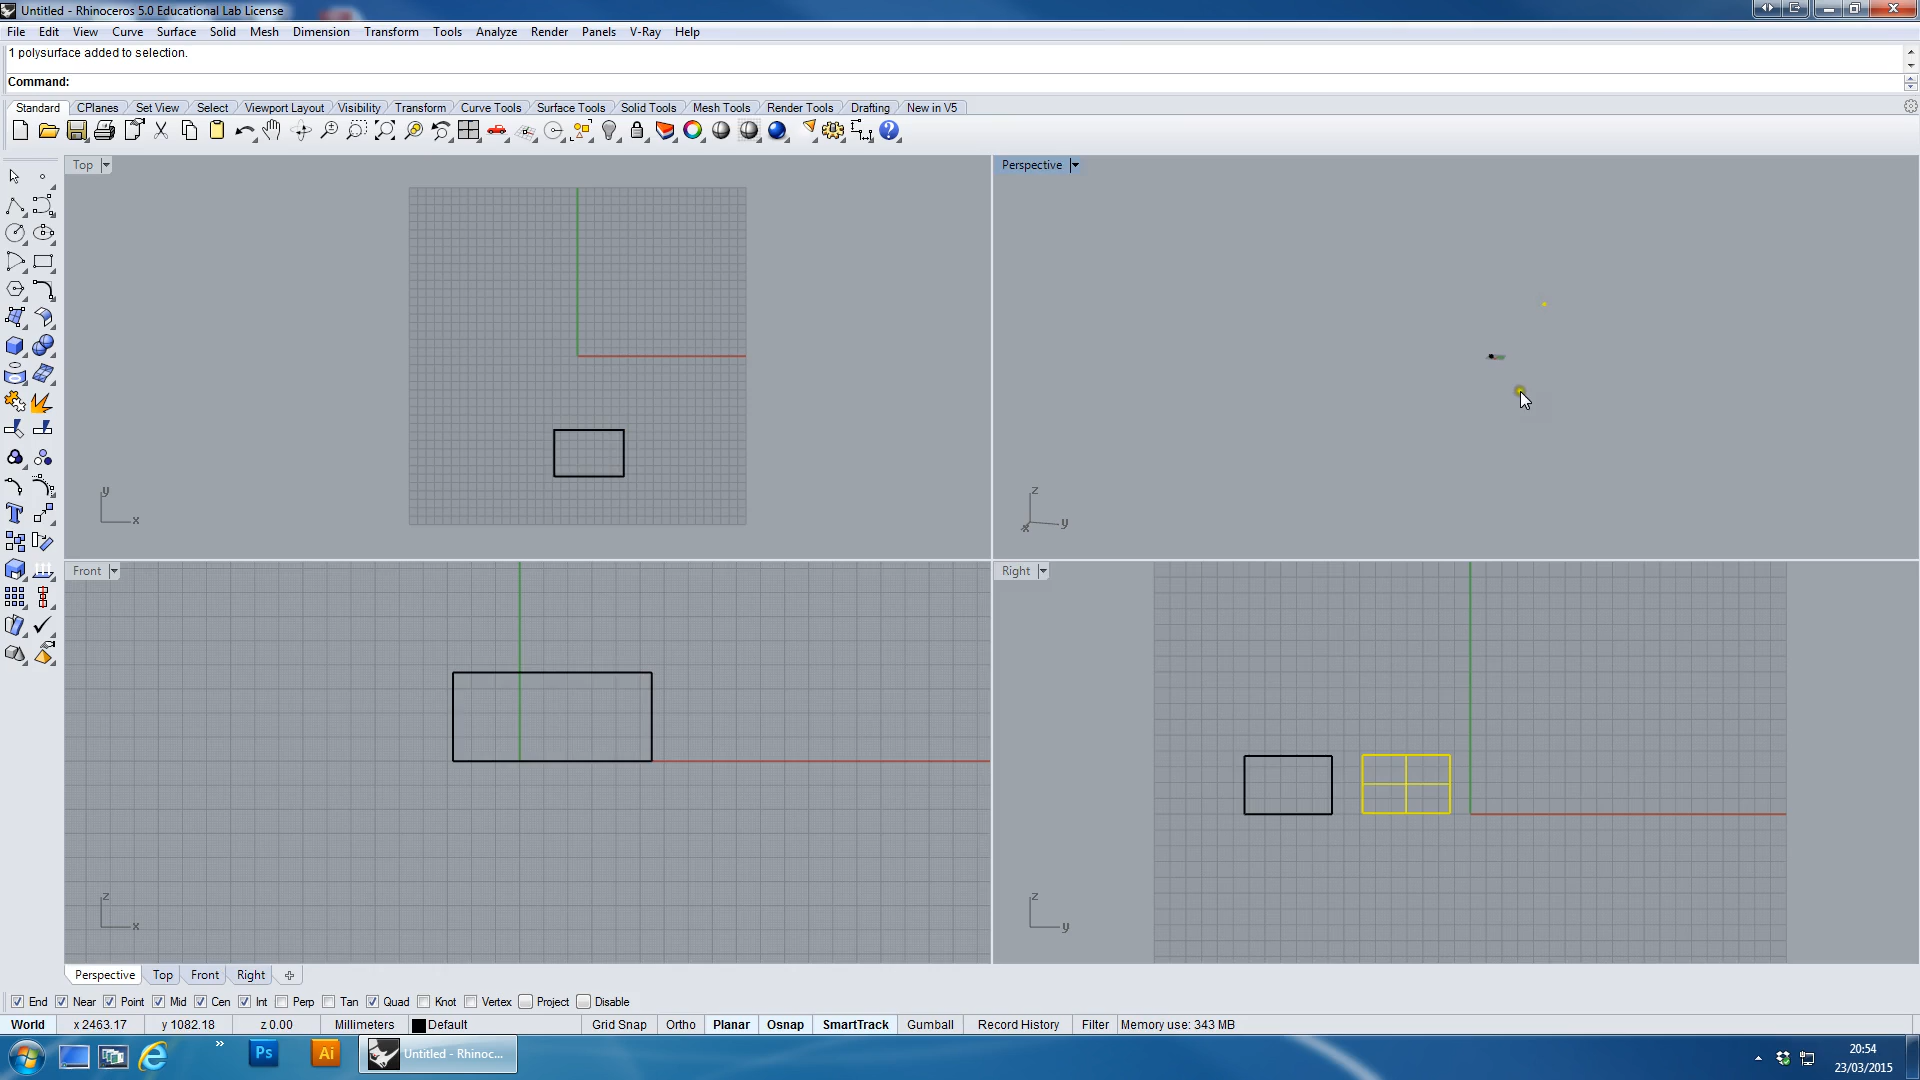 Untitled - Rhinoceros 5.0 Educational Lab License
File Edit View Curve Surface Solid Mesh Dimension Transform Tools Analyze Render Panels V-Ray Help
1 polysurface added to selection.
Command:
Standard CPlanes Set View Select Viewport Layout Visibility Transform Curve Tools Surface Tools Solid Tools Mesh Tools Render Tools Drafting New in V5
Top
Perspective
y
x
z
y
x
Front
Right
z
x
z
y
Perspective Top Front Right
End Near Point Mid Cen Int Perp Tan Quad Knot Vertex Project Disable
World x 2463.17 y 1082.18 z 0.00 Millimeters Default Grid Snap Ortho Planar Osnap SmartTrack Gumball Record History Filter Memory use: 343 MB
Ps Ai Untitled - Rhinoc...
20:54
23/03/2015